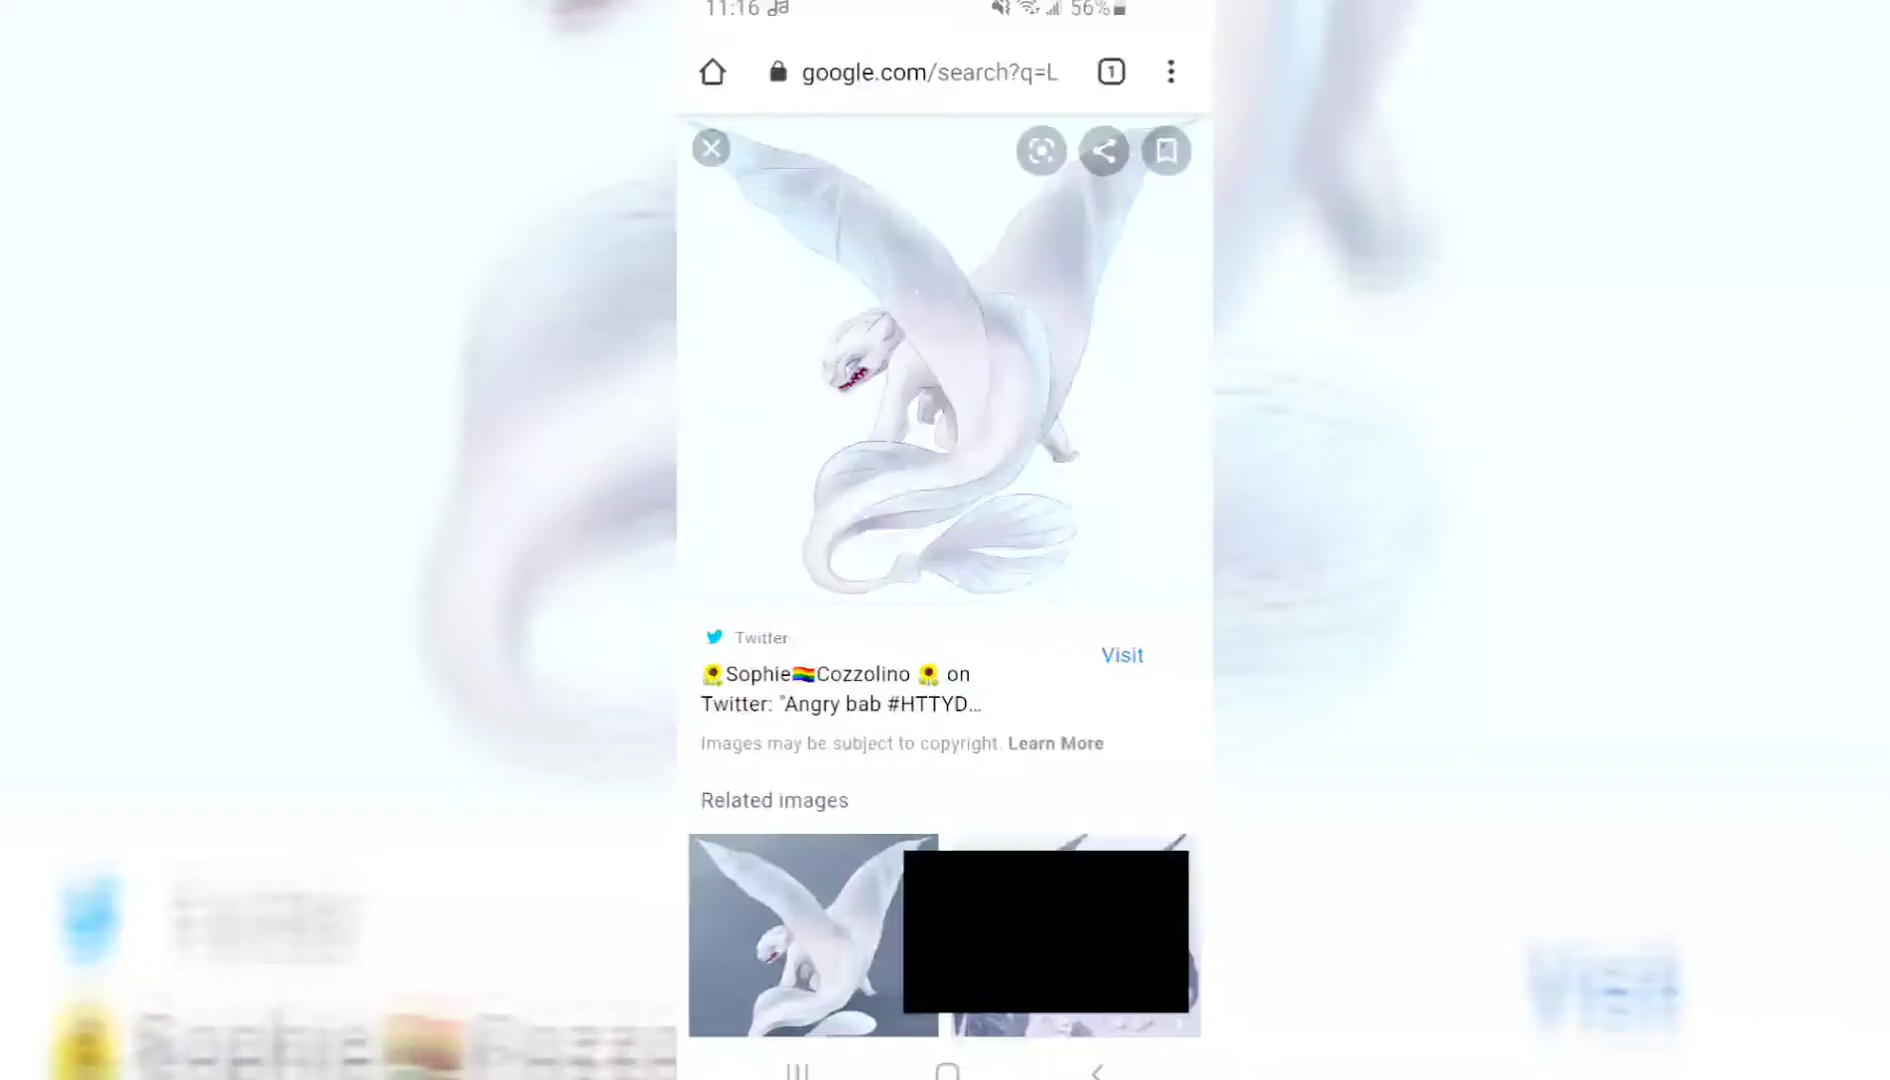 11:16 56%
google.com/search?q=L 1
Twitter
Visit
🌻Sophie🏳️‍🌈Cozzolino 🌻 on
Twitter: "Angry bab #HTTYD...
Images may be subject to copyright. Learn More
Related images
Visit